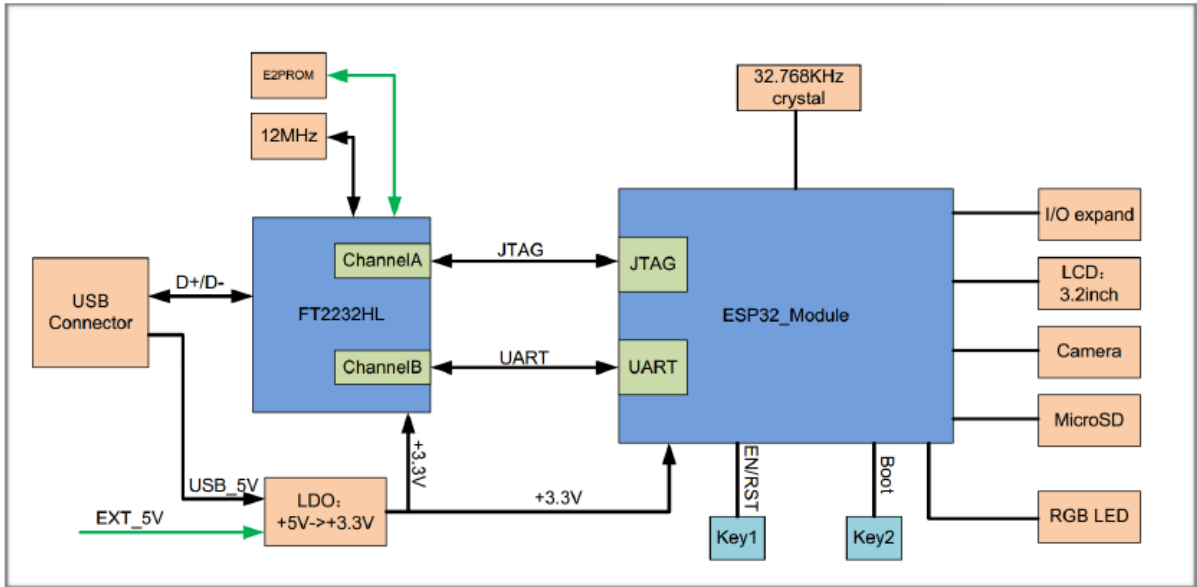 E2PROM
12MHz
32.768KHz
crystal
USB
Connector
D+/D-
FT2232HL
ChannelA
ChannelB
JTAG
UART
JTAG
UART
ESP32_Module
I/O expand
LCD：
3.2inch
Camera
MicroSD
RGB LED
USB_5V
EXT_5V
LDO：
+5V->+3.3V
+3.3V
+3.3V
EN/RST
Boot
Key1
Key2